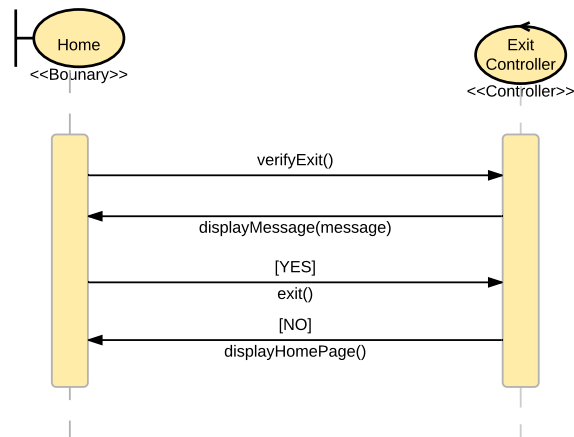 Home
<<Bounary>>
Exit
Controller
<<Controller>>
verifyExit()
displayMessage(message)
[YES]
exit()
[NO]
displayHomePage()